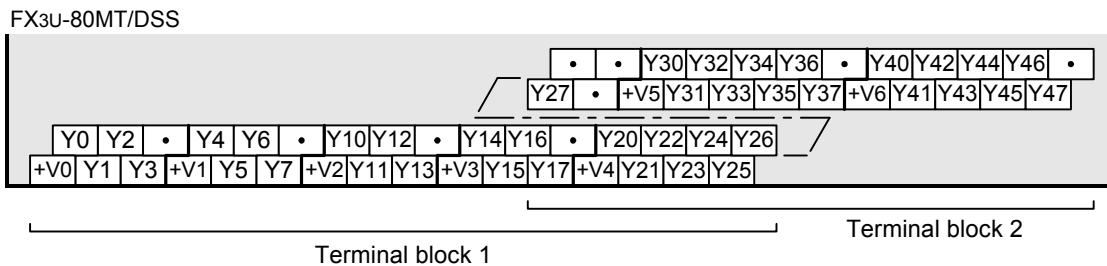 FX3U-80MT/DSS
• • Y30 Y32 Y34 Y36 • Y40 Y42 Y44 Y46 •
Y27 • +V5 Y31 Y33 Y35 Y37 +V6 Y41 Y43 Y45 Y47
Y0 Y2 • Y4 Y6 • Y10 Y12 • Y14 Y16 • Y20 Y22 Y24 Y26
+V0 Y1 Y3 +V1 Y5 Y7 +V2 Y11 Y13 +V3 Y15 Y17 +V4 Y21 Y23 Y25
Terminal block 2
Terminal block 1